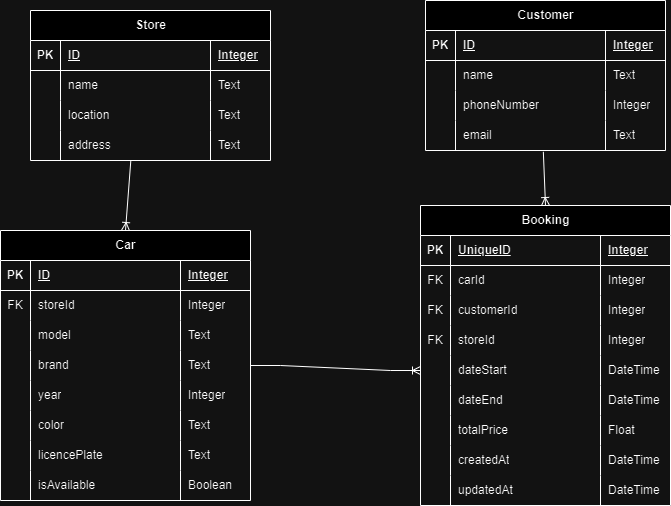 Store
PK ID Integer
name Text
location Text
address Text
Customer
PK ID Integer
name Text
phoneNumber Integer
email Text
Car
PK ID Integer
FK storeId Integer
model Text
brand Text
year Integer
color Text
licencePlate Text
isAvailable Boolean
Booking
PK UniqueID Integer
FK carId Integer
FK customerId Integer
FK storeId Integer
dateStart DateTime
dateEnd DateTime
totalPrice Float
createdAt DateTime
updatedAt DateTime